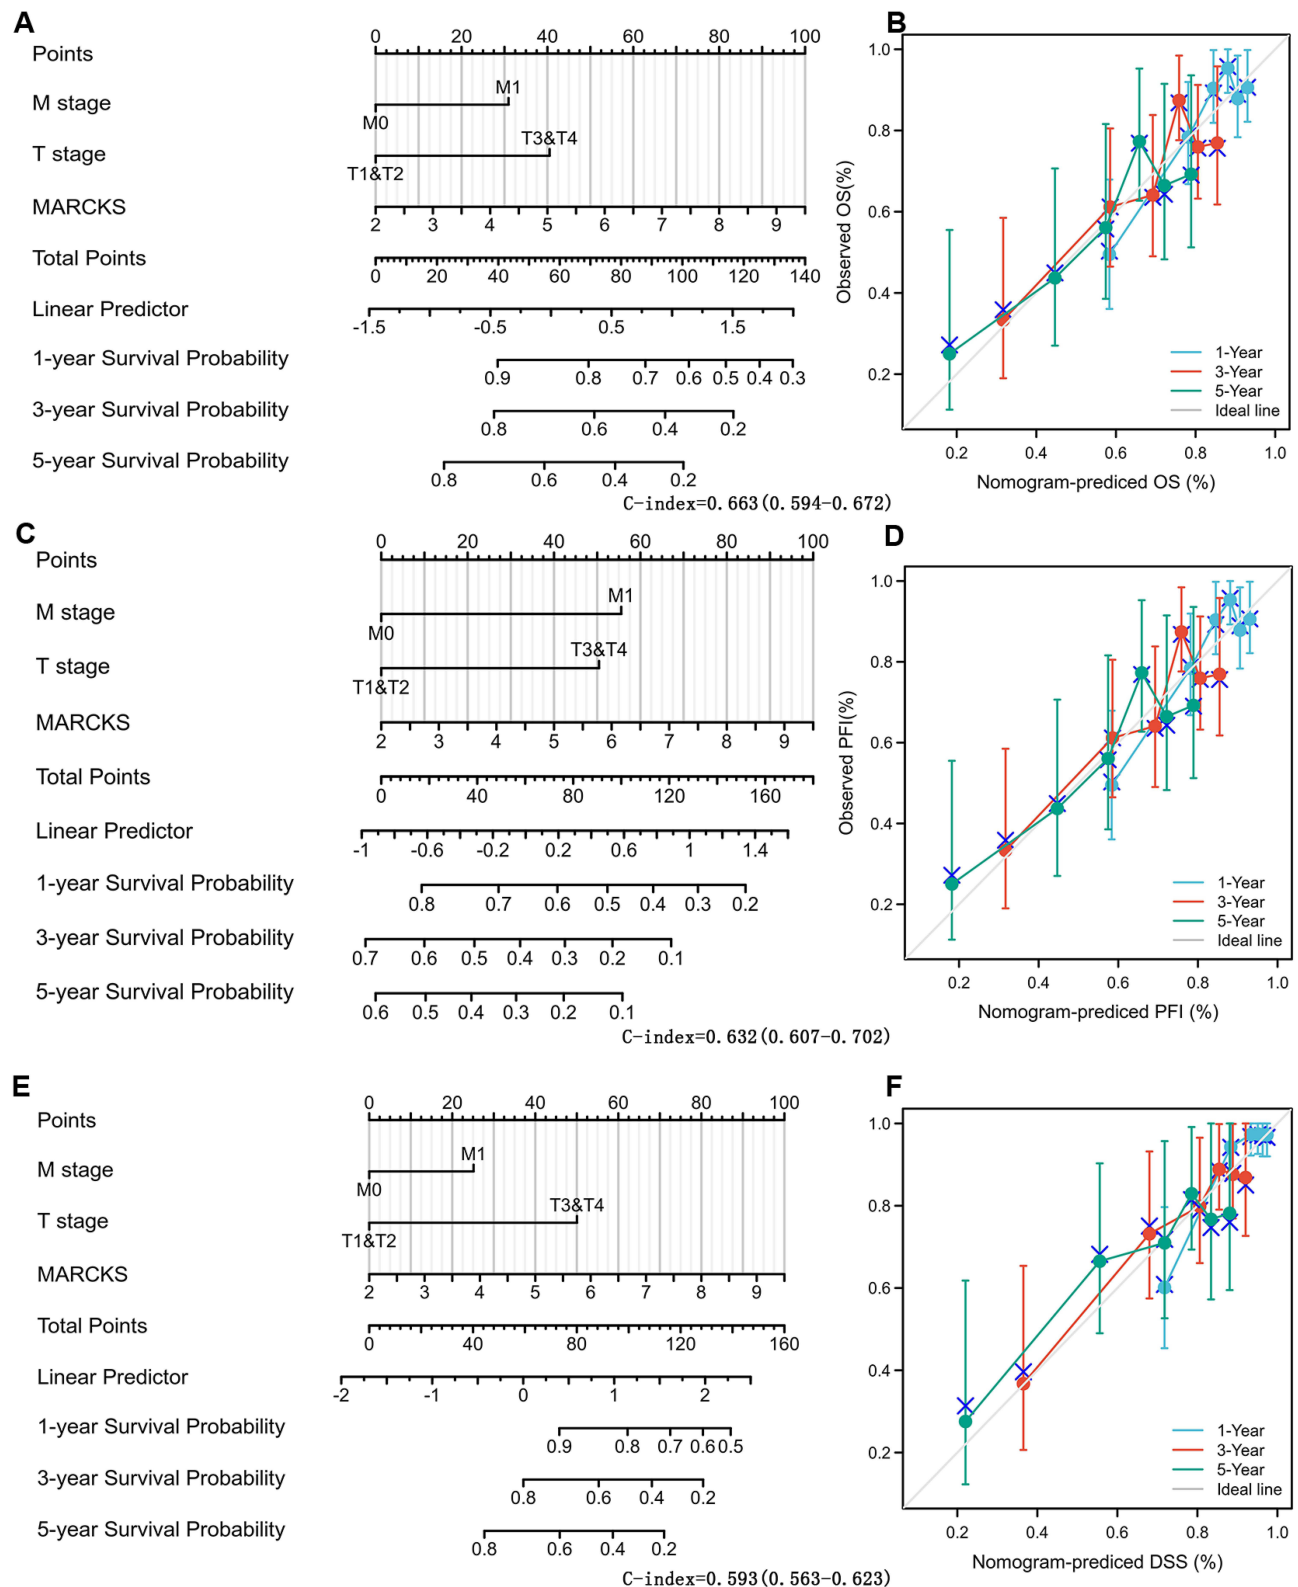 A
Points
0 20 40 60 80 100
M stage
M0 M1
T stage
T1&T2 T3&T4
MARCKS
2 3 4 5 6 7 8 9
Total Points
0 20 40 60 80 100 120 140
Linear Predictor
-1.5 -0.5 0.5 1.5
1-year Survival Probability
0.9 0.8 0.7 0.6 0.5 0.4 0.3
3-year Survival Probability
0.8 0.6 0.4 0.2
5-year Survival Probability
0.8 0.6 0.4 0.2
C-index=0.663(0.594-0.672)
B
Observed OS(%)
1.0
0.8
0.6
0.4
0.2
1-Year
3-Year
5-Year
Ideal line
0.2 0.4 0.6 0.8 1.0
Nomogram-prediced OS (%)
C
Points
0 20 40 60 80 100
M stage
M0 M1
T stage
T1&T2 T3&T4
MARCKS
2 3 4 5 6 7 8 9
Total Points
0 40 80 120 160
Linear Predictor
-1 -0.6 -0.2 0.2 0.6 1 1.4
1-year Survival Probability
0.8 0.7 0.6 0.5 0.4 0.3 0.2
3-year Survival Probability
0.7 0.6 0.5 0.4 0.3 0.2 0.1
5-year Survival Probability
0.6 0.5 0.4 0.3 0.2 0.1
C-index=0.632(0.607-0.702)
D
Observed PFI(%)
1.0
0.8
0.6
0.4
0.2
1-Year
3-Year
5-Year
Ideal line
0.2 0.4 0.6 0.8 1.0
Nomogram-prediced PFI (%)
E
Points
0 20 40 60 80 100
M stage
M0 M1
T stage
T1&T2 T3&T4
MARCKS
2 3 4 5 6 7 8 9
Total Points
0 40 80 120 160
Linear Predictor
-2 -1 0 1 2
1-year Survival Probability
0.9 0.8 0.7 0.6 0.5
3-year Survival Probability
0.8 0.6 0.4 0.2
5-year Survival Probability
0.8 0.6 0.4 0.2
C-index=0.593(0.563-0.623)
F
1.0
0.8
0.6
0.4
0.2
1-Year
3-Year
5-Year
Ideal line
0.2 0.4 0.6 0.8 1.0
Nomogram-prediced DSS (%)